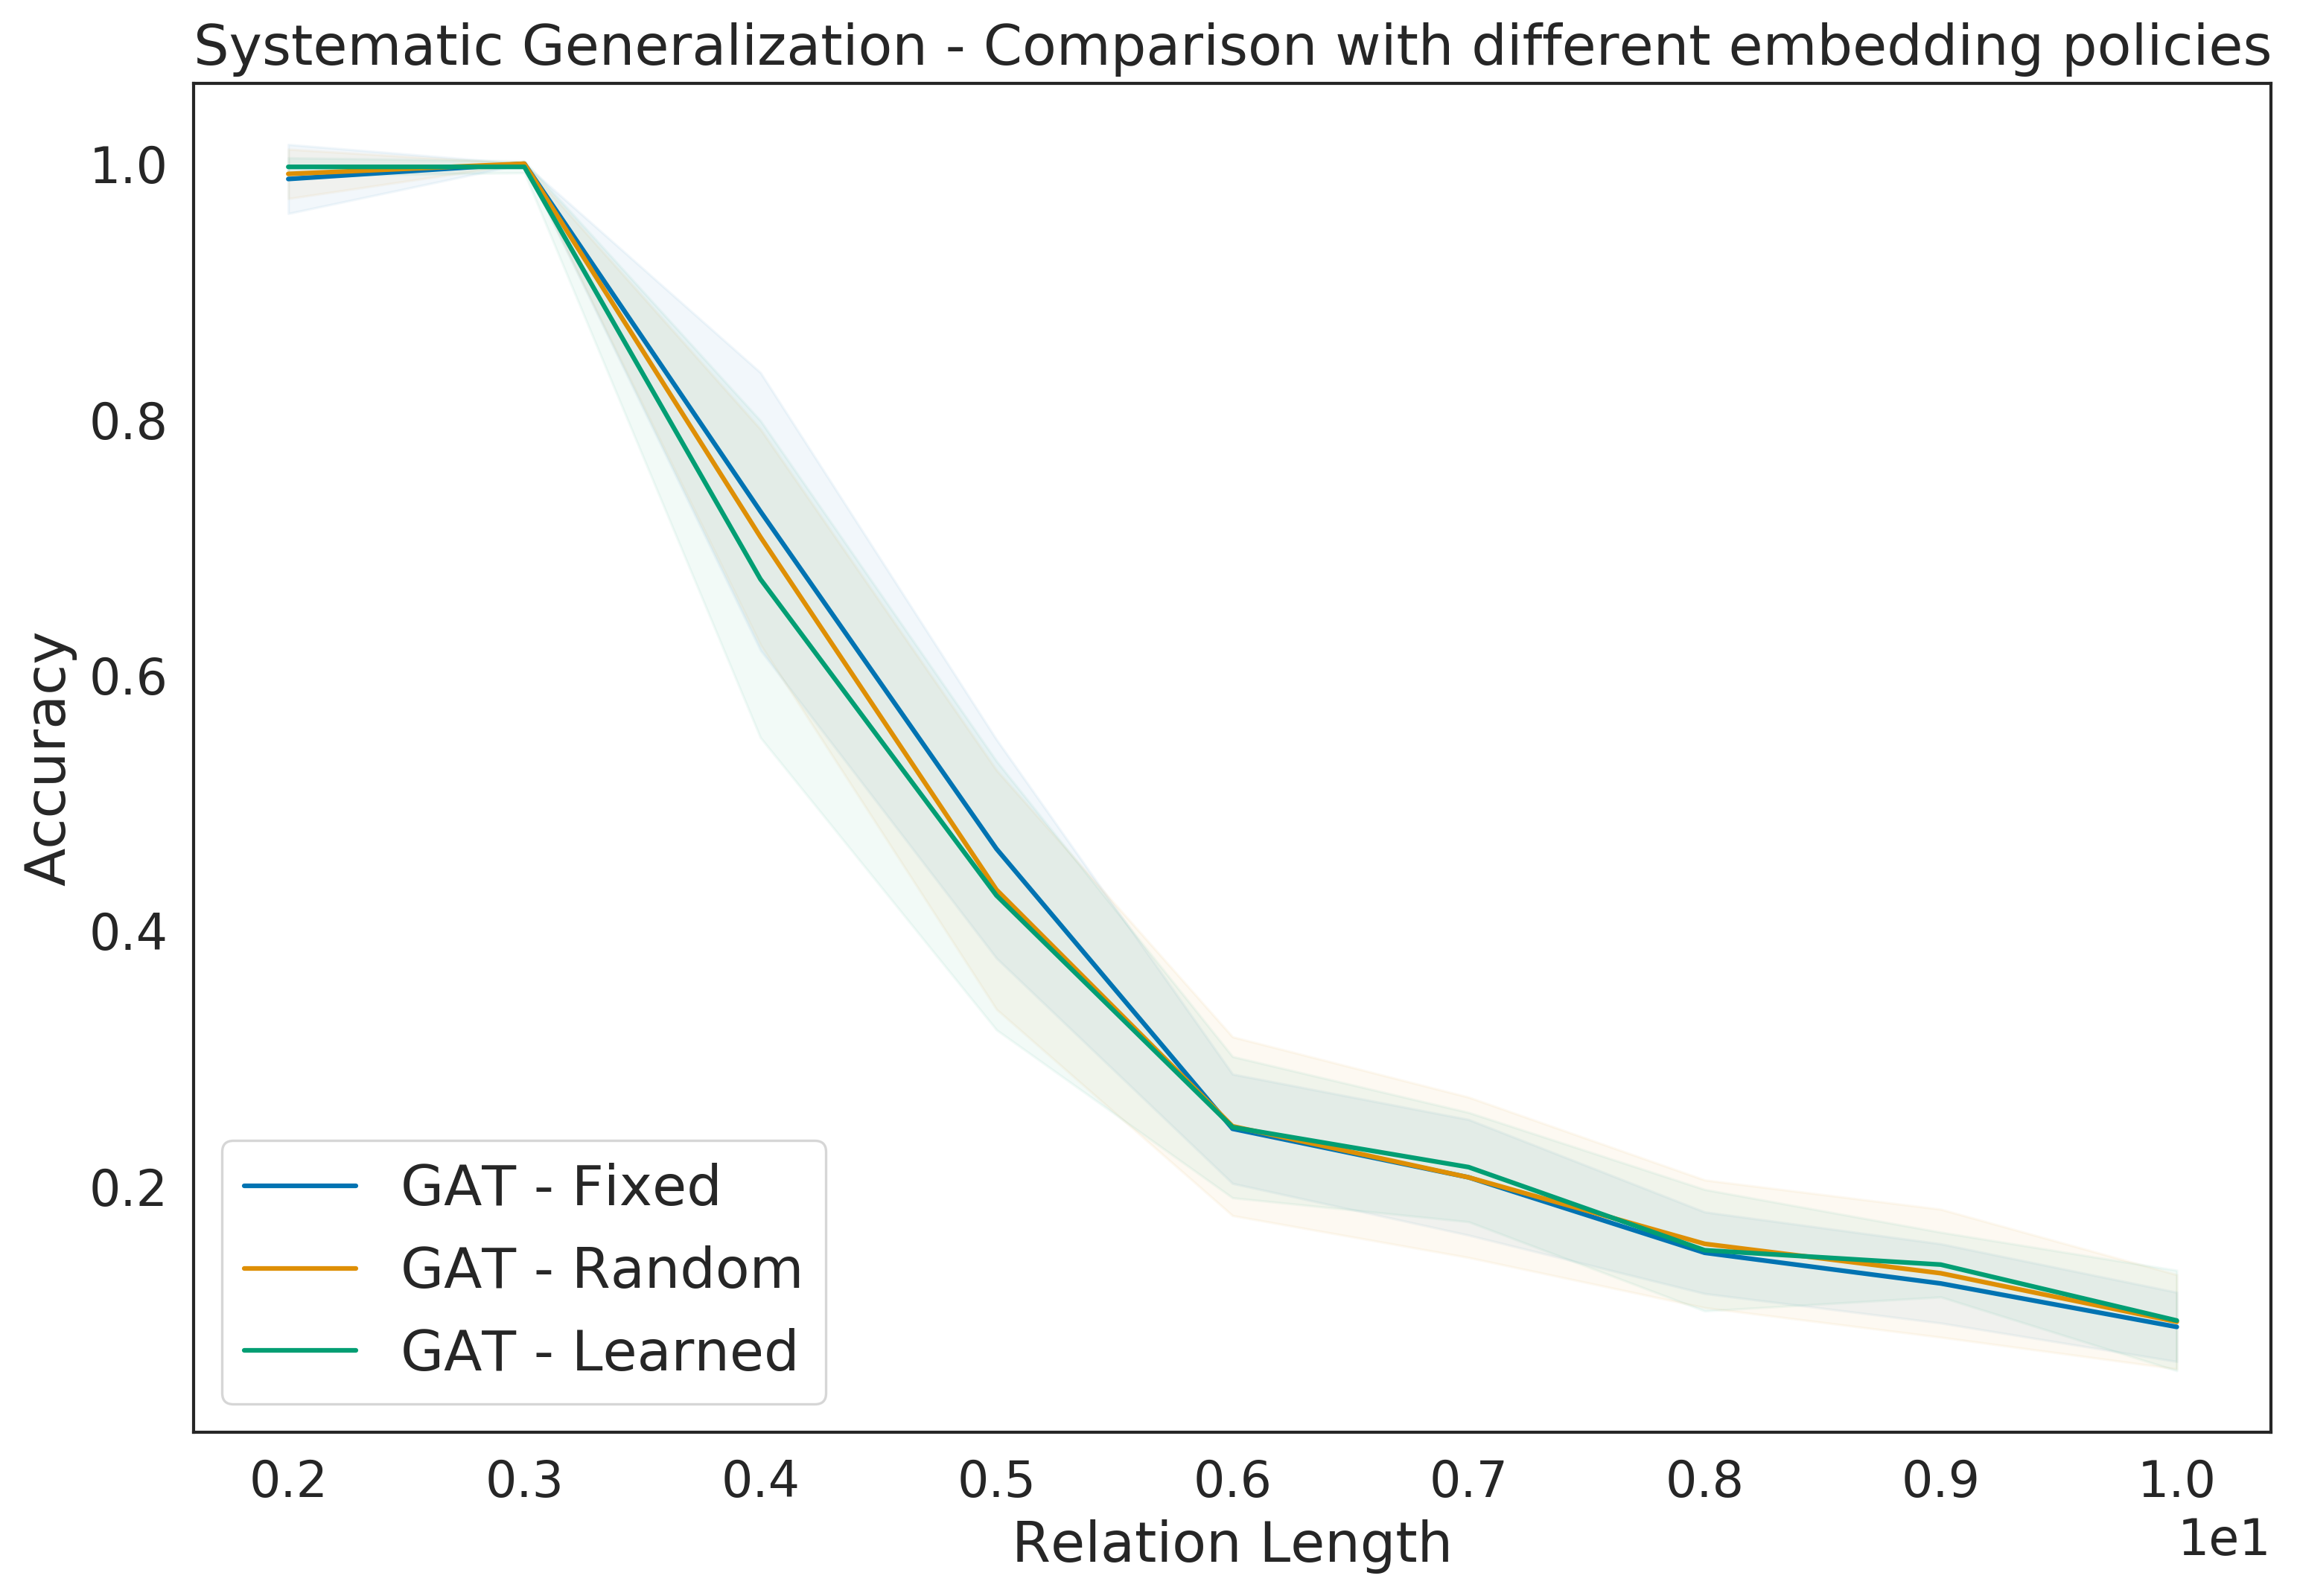 Systematic Generalization - Comparison with different embedding policies
Accuracy
1.0
0.8
0.6
0.4
0.2
GAT - Fixed
GAT - Random
GAT - Learned
0.2 0.3 0.4 0.5 0.6 0.7 0.8 0.9 1.0
1e1
Relation Length